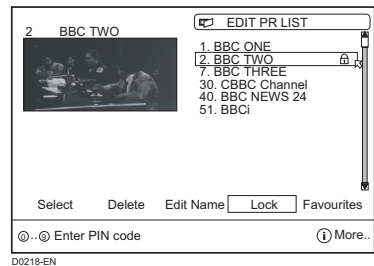 2 BBC TWO
EDIT PR LIST
1. BBC ONE
2. BBC TWO
7. BBC THREE
30. CBBC Channel
40. BBC NEWS 24
51. BBCi
Select Delete Edit Name Lock Favourites
0..9 Enter PIN code
i More..
D0218-EN